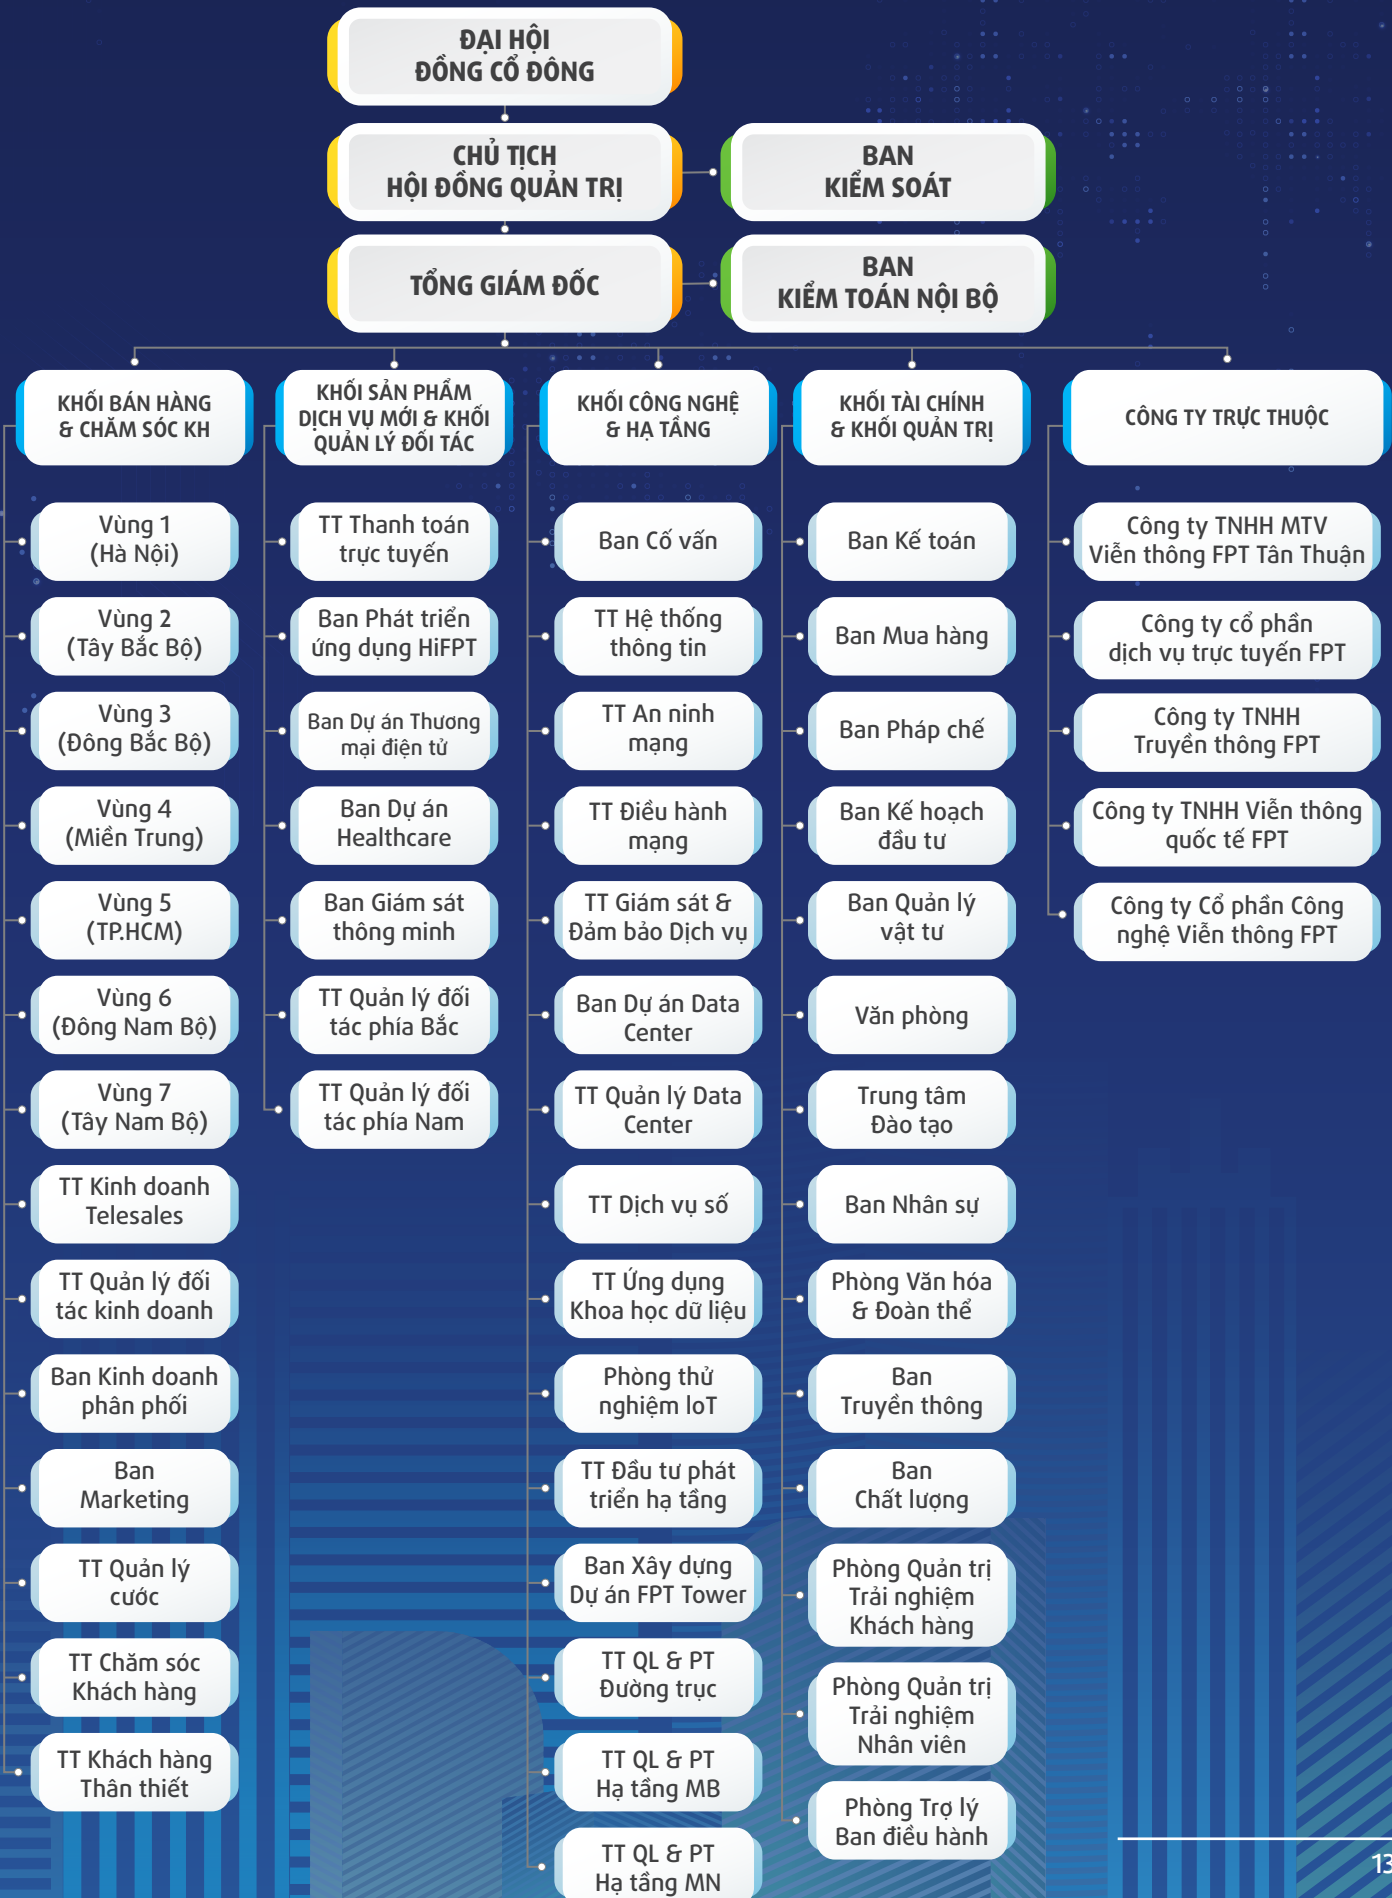 ĐẠI HỘI
ĐỒNG CỔ ĐÔNG
CHỦ TỊCH
HỘI ĐỒNG QUẢN TRỊ
BAN
KIỂM SOÁT
TỔNG GIÁM ĐỐC
BAN
KIỂM TOÁN NỘI BỘ
KHỐI BÁN HÀNG
& CHĂM SÓC KH
Vùng 1
(Hà Nội)
Vùng 2
(Tây Bắc Bộ)
Vùng 3
(Đông Bắc Bộ)
Vùng 4
(Miền Trung)
Vùng 5
(TP.HCM)
Vùng 6
(Đông Nam Bộ)
Vùng 7
(Tây Nam Bộ)
TT Kinh doanh
Telesales
TT Quản lý đối
tác kinh doanh
Ban Kinh doanh
phân phối
Ban
Marketing
TT Quản lý
cước
TT Chăm sóc
Khách hàng
TT Khách hàng
Thân thiết
KHỐI SẢN PHẨM
DỊCH VỤ MỚI & KHỐI
QUẢN LÝ ĐỐI TÁC
TT Thanh toán
trực tuyến
Ban Phát triển
ứng dụng HiFPT
Ban Dự án Thương
mại điện tử
Ban Dự án
Healthcare
Ban Giám sát
thông minh
TT Quản lý đối
tác phía Bắc
TT Quản lý đối
tác phía Nam
KHỐI CÔNG NGHỆ
& HẠ TẦNG
Ban Cố vấn
TT Hệ thống
thông tin
TT An ninh
mạng
TT Điều hành
mạng
TT Giám sát &
Đảm bảo Dịch vụ
Ban Dự án Data
Center
TT Quản lý Data
Center
TT Dịch vụ số
TT Ứng dụng
Khoa học dữ liệu
Phòng thử
nghiệm loT
TT Đầu tư phát
triển hạ tầng
Ban Xây dựng
Dự án FPT Tower
TT QL & PT
Đường trục
TT QL & PT
Hạ tầng MB
TT QL & PT
Hạ tầng MN
KHỐI TÀI CHÍNH
& KHỐI QUẢN TRỊ
Ban Kế toán
Ban Mua hàng
Ban Pháp chế
Ban Kế hoạch
đầu tư
Ban Quản lý
vật tư
Văn phòng
Trung tâm
Đào tạo
Ban Nhân sự
Phòng Văn hóa
& Đoàn thể
Ban
Truyền thông
Ban
Chất lượng
Phòng Quản trị
Trải nghiệm
Khách hàng
Phòng Quản trị
Trải nghiệm
Nhân viên
Phòng Trợ lý
Ban điều hành
CÔNG TY TRỰC THUỘC
Công ty TNHH MTV
Viễn thông FPT Tân Thuận
Công ty cổ phần
dịch vụ trực tuyến FPT
Công ty TNHH
Truyền thông FPT
Công ty TNHH Viễn thông
quốc tế FPT
Công ty Cổ phần Công
nghệ Viễn thông FPT
13